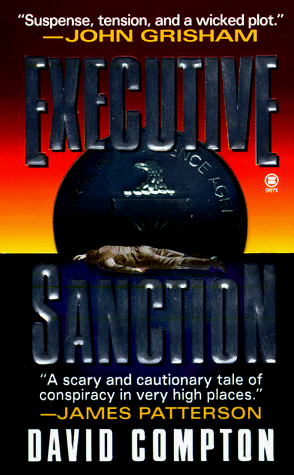 “Suspense, tension, and a wicked plot.”
—JOHN GRISHAM
EXECUTIVE
ONYX
SANCTION
“A scary and cautionary tale of
conspiracy in very high places.”
—JAMES PATTERSON
DAVID COMPTON